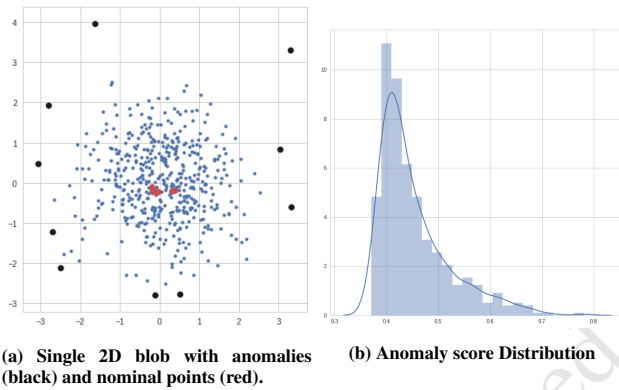 4
3
2
1
0
−1
−2
−3
−3 −2 −1 0 1 2 3
10
8
6
4
2
0
0.3 0.4 0.5 0.6 0.7 0.8
(a) Single 2D blob with anomalies
(black) and nominal points (red).
(b) Anomaly score Distribution